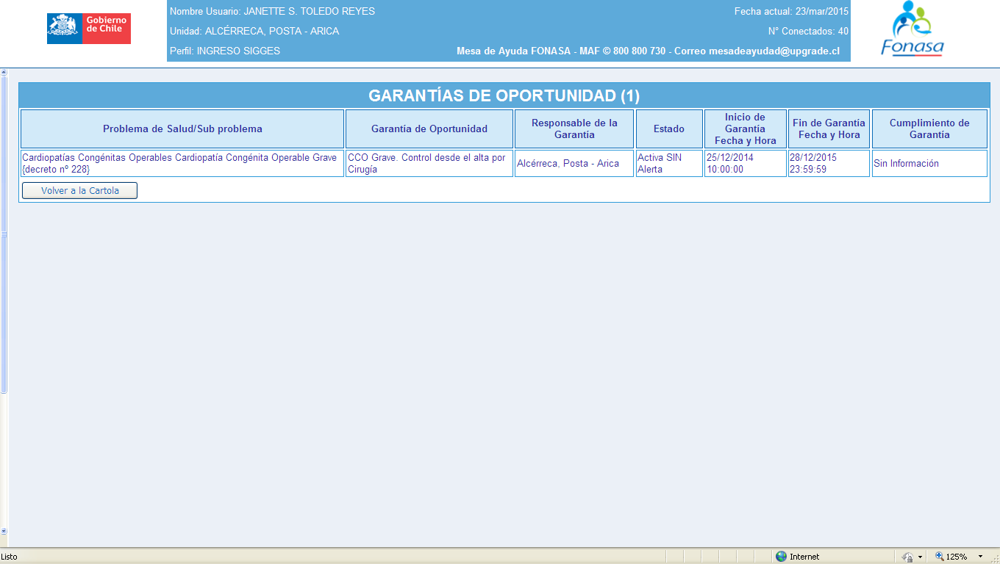 Gobierno
de Chile
Nombre Usuario: JANETTE S. TOLEDO REYES
Fecha actual: 23/mar/2015
Unidad: ALCÉRRECA, POSTA - ARICA
N° Conectados: 40
Perfil: INGRESO SIGGES
Mesa de Ayuda FONASA - MAF © 800 800 730 - Correo mesadeayudad@upgrade.cl
Fonasa
GARANTÍAS DE OPORTUNIDAD (1)
Problema de Salud/Sub problema
Garantía de Oportunidad
Responsable de la
Garantía
Estado
Inicio de
Garantía
Fecha y Hora
Fin de Garantía
Fecha y Hora
Cumplimiento de
Garantía
Cardiopatías Congénitas Operables Cardiopatía Congénita Operable Grave
{decreto nº 228}
CCO Grave. Control desde el alta por
Cirugía
Alcérreca, Posta - Arica
Activa SIN
Alerta
25/12/2014
10:00:00
28/12/2015
23:59:59
Sin Información
Volver a la Cartola
Listo
Internet
125%